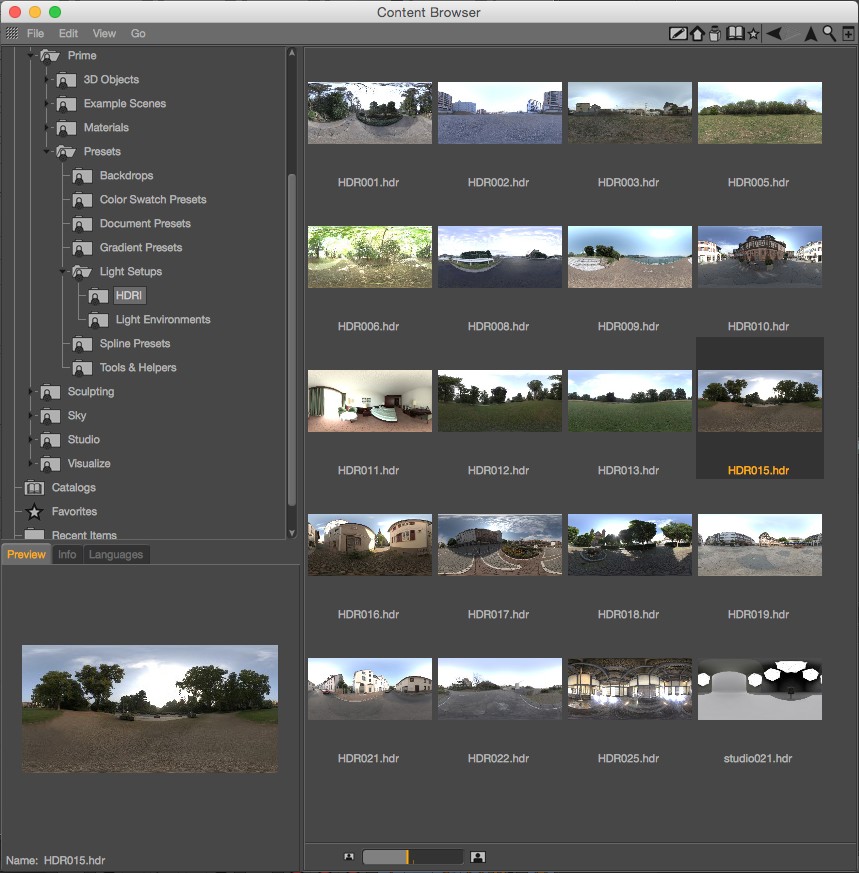 Content Browser
File Edit View Go
Prime
3D Objects
Example Scenes
Materials
Presets
Backdrops
Color Swatch Presets
Document Presets
Gradient Presets
Light Setups
HDRI
Light Environments
Spline Presets
Tools & Helpers
Sculpting
Sky
Studio
Visualize
Catalogs
Favorites
Recent Items
Preview Info Languages
Name: HDR015.hdr
HDR001.hdr HDR002.hdr HDR003.hdr HDR005.hdr
HDR006.hdr HDR008.hdr HDR009.hdr HDR010.hdr
HDR011.hdr HDR012.hdr HDR013.hdr HDR015.hdr
HDR016.hdr HDR017.hdr HDR018.hdr HDR019.hdr
HDR021.hdr HDR022.hdr HDR025.hdr studio021.hdr